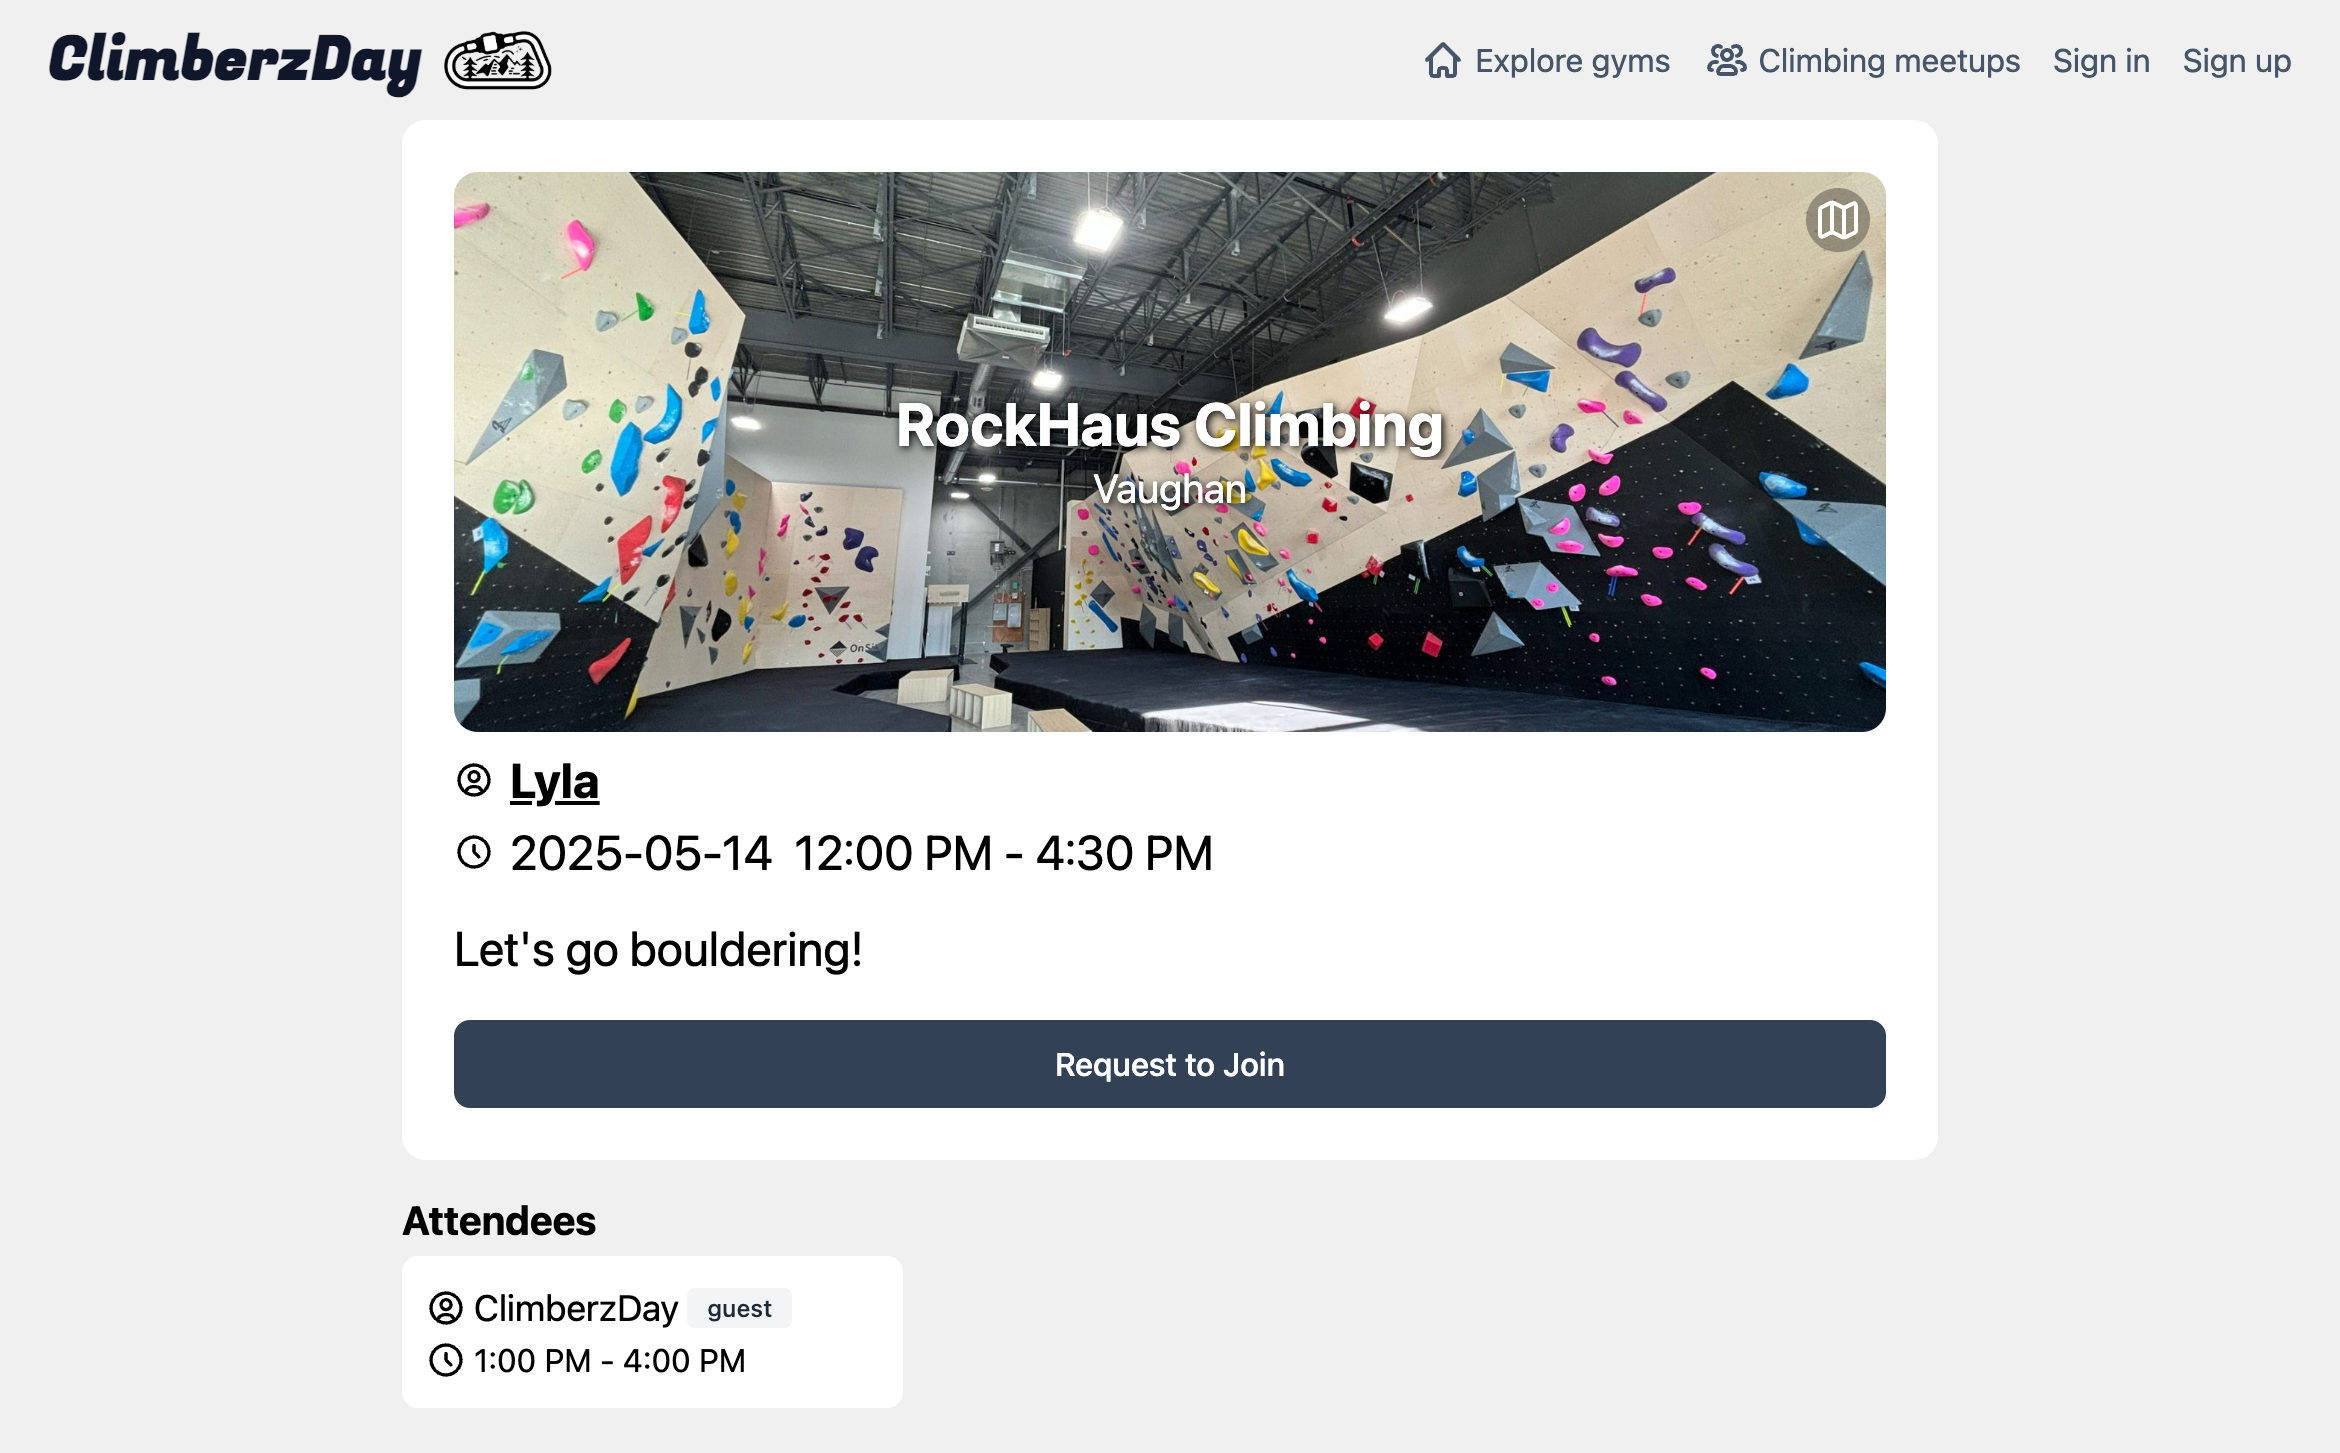 ClimberzDay
Explore gyms
Climbing meetups
Sign in
Sign up
RockHaus Climbing
Vaughan
Lyla
2025-05-14 12:00 PM - 4:30 PM
Let's go bouldering!
Request to Join
Attendees
ClimberzDay guest
1:00 PM - 4:00 PM